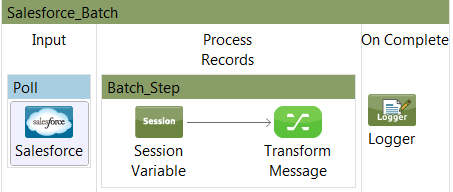 Salesforce_Batch
Input
Process
Records
On Complete
Poll
salesforce
Salesforce
Batch_Step
Session
Session
Variable
Transform
Message
Logger
Logger